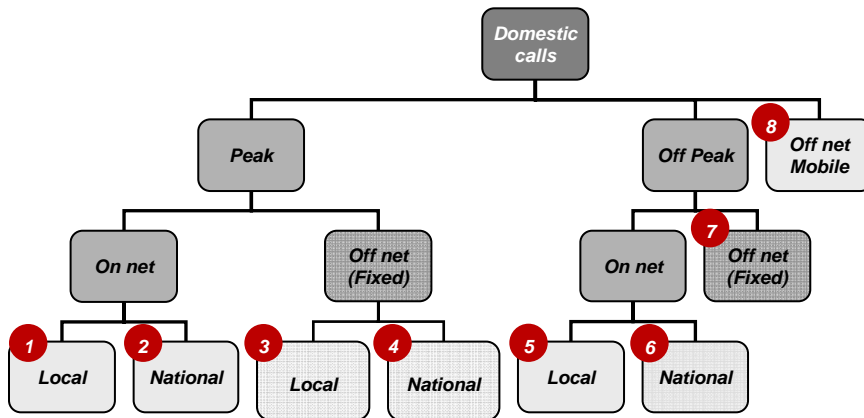 Domestic
calls
8
Peak
Off Peak
Off net
Mobile
7
On net
Off net
(Fixed)
On net
Off net
(Fixed)
1
2
3
4
5
6
Local
National
Local
National
Local
National